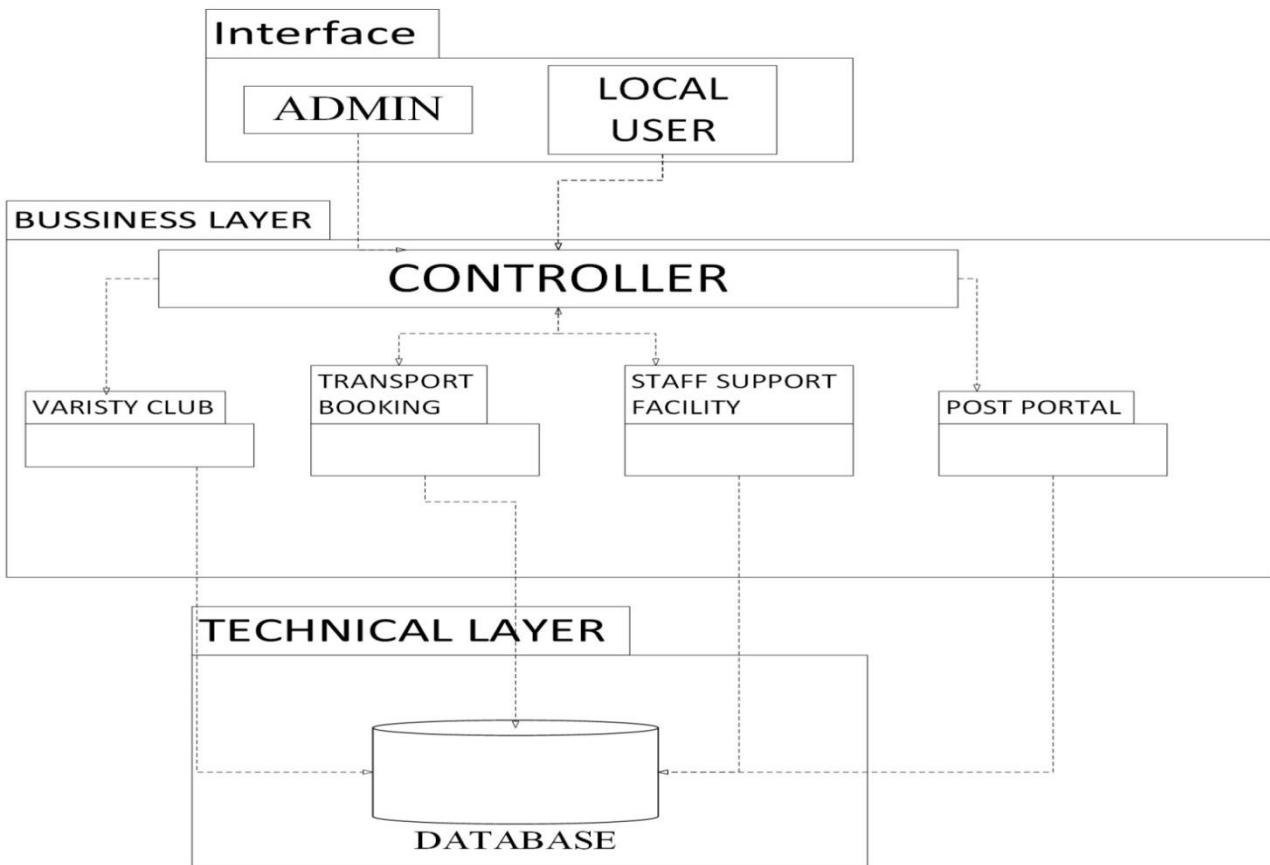 Interface
ADMIN
LOCAL
USER
BUSSINESS LAYER
CONTROLLER
VARISTY CLUB
TRANSPORT
BOOKING
STAFF SUPPORT
FACILITY
POST PORTAL
TECHNICAL LAYER
DATABASE